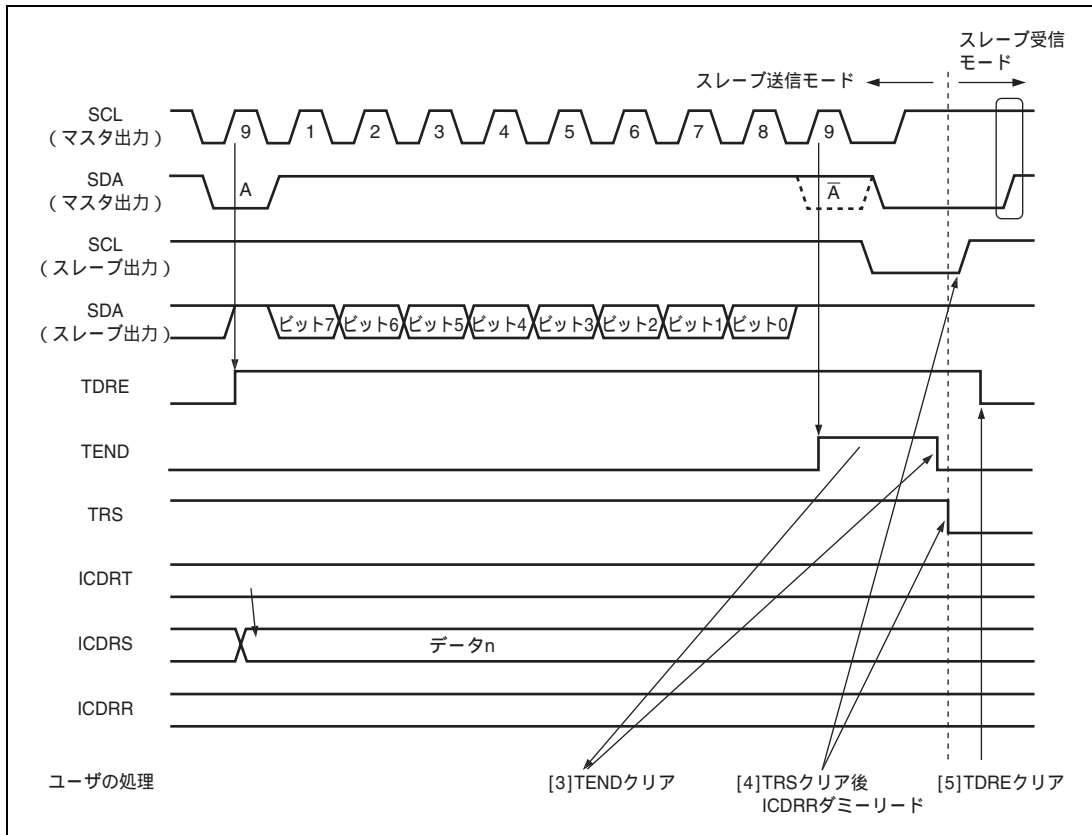 スレーブ受信
モード
スレーブ送信モード
SCL
(マスタ出力)
9 1 2 3 4 5 6 7 8 9
SDA
(マスタ出力)
A A̅
SCL
(スレーブ出力)
SDA
(スレーブ出力)
ビット7 ビット6 ビット5 ビット4 ビット3 ビット2 ビット1 ビット0
TDRE
TEND
TRS
ICDRT
ICDRS
データn
ICDRR
ユーザの処理
[3]TENDクリア
[4]TRSクリア後
ICDRRダミーリード
[5]TDREクリア